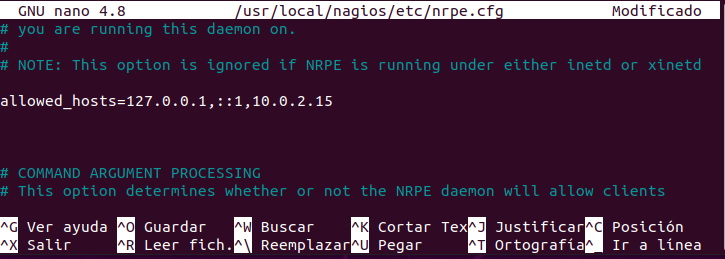 GNU nano 4.8 /usr/local/nagios/etc/nrpe.cfg Modificado
# you are running this daemon on.
#
# NOTE: This option is ignored if NRPE is running under either inetd or xinetd
allowed_hosts=127.0.0.1,::1,10.0.2.15
# COMMAND ARGUMENT PROCESSING
# This option determines whether or not the NRPE daemon will allow clients
^G Ver ayuda ^O Guardar ^W Buscar ^K Cortar Tex^J Justificar^C Posición
^X Salir ^R Leer fich.^\ Reemplazar^U Pegar ^T Ortografía^_ Ir a línea